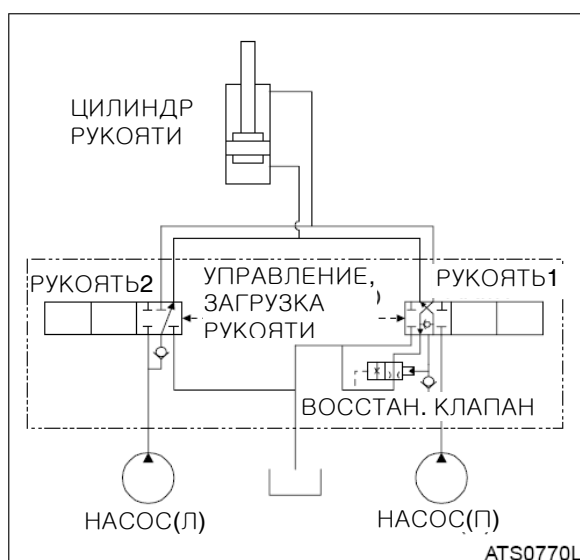 ЦИЛИНДР
РУКОЯТИ
РУКОЯТЬ2
УПРАВЛЕНИЕ,
ЗАГРУЗКА
РУКОЯТИ
)
РУКОЯТЬ1
ВОССТАН. КЛАПАН
НАСОС(Л)
НАСОС(П)
ATS0770L